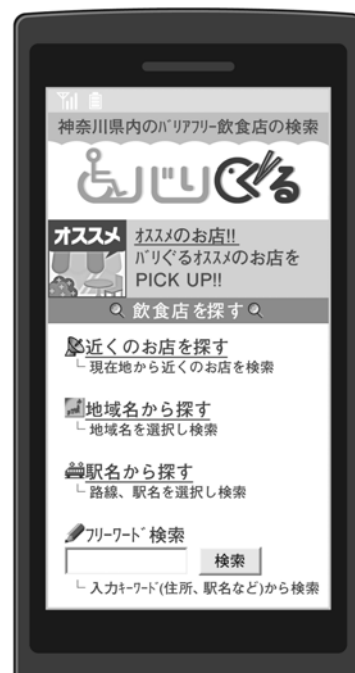 神奈川県内のﾊﾞﾘｱﾌﾘｰ飲食店の検索
ばりぐる
オススメ
ｵｽｽﾒのお店!!
ﾊﾞﾘぐるｵｽｽﾒのお店を
PICK UP!!
飲食店を探す
近くのお店を探す
└ 現在地から近くのお店を検索
地域名から探す
└ 地域名を選択し検索
駅名から探す
└ 路線、駅名を選択し検索
ﾌﾘｰﾜｰﾄﾞ検索
検索
└ 入力ｷｰﾜｰﾄﾞ(住所、駅名など)から検索